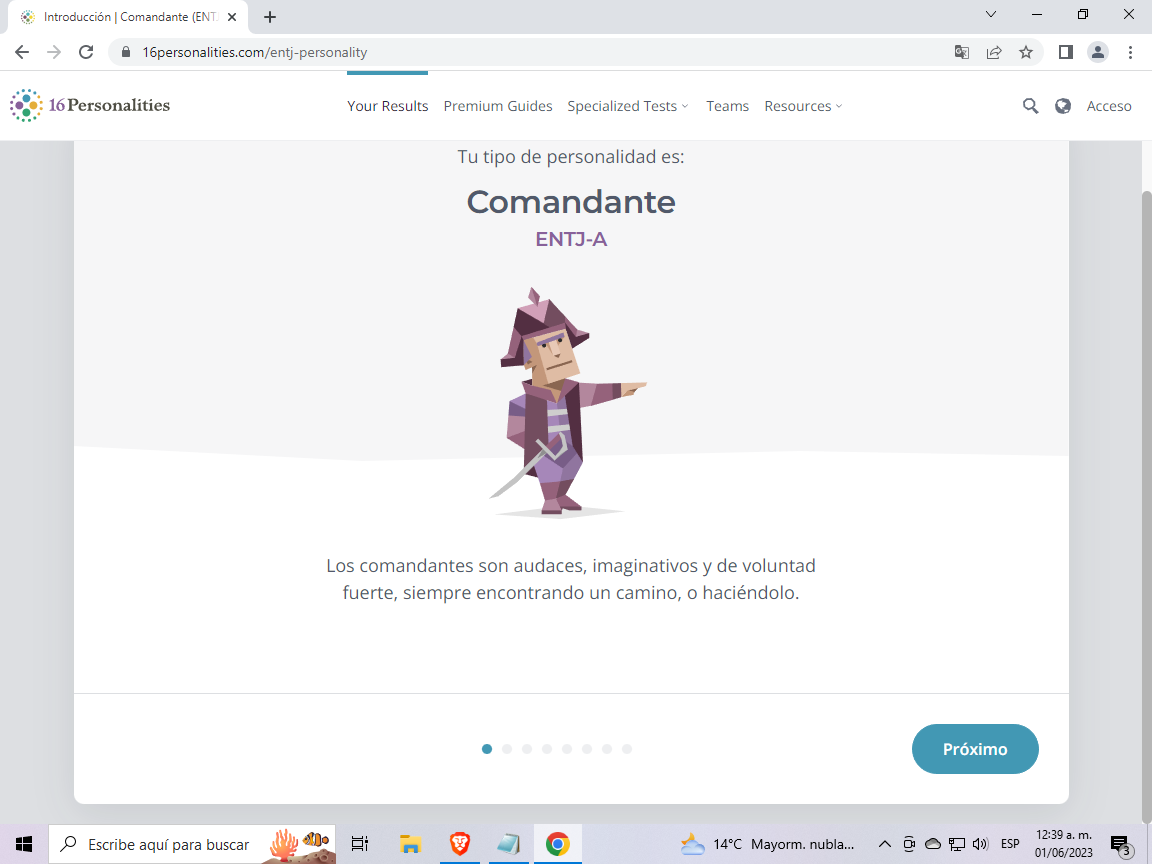 Introducción | Comandante (ENT
16personalities.com/entj-personality
16Personalities
Your Results
Premium Guides
Specialized Tests
Teams
Resources
Acceso
Tu tipo de personalidad es:
Comandante
ENTJ-A
Los comandantes son audaces, imaginativos y de voluntad
fuerte, siempre encontrando un camino, o haciéndolo.
Próximo
Escribe aquí para buscar
14°C Mayorm. nubla...
ESP
12:39 a. m.
01/06/2023
3